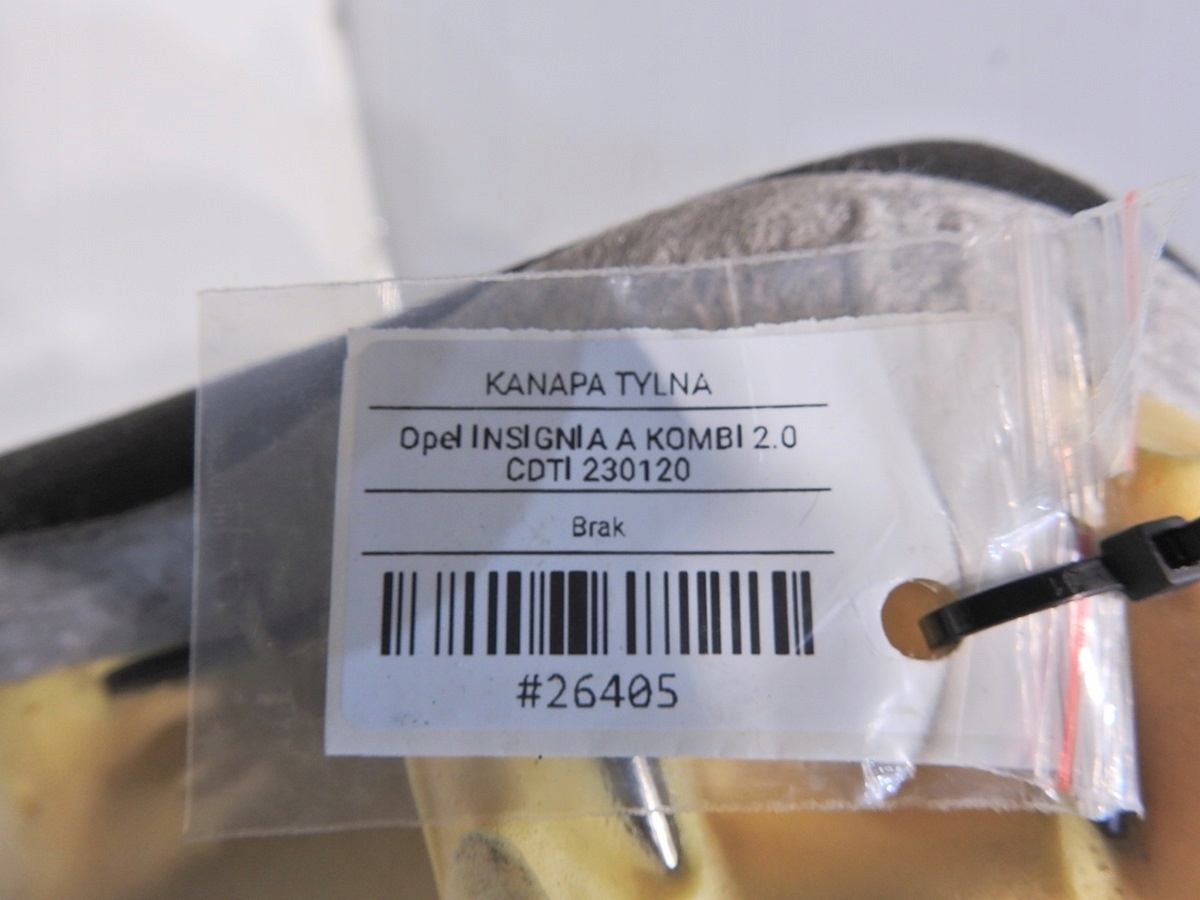 KANAPA TYLNA
Opel INSIGNIA A KOMBI 2.0
CDTI 230120
Brak
#26405